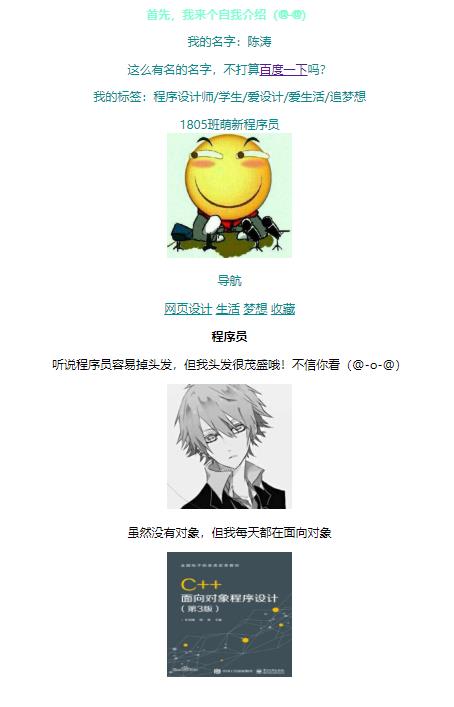 首先，我来个自我介绍（@-@）
我的名字：陈涛
这么有名的名字，不打算百度一下吗？
我的标签：程序设计师/学生/爱设计/爱生活/追梦想
1805班萌新程序员
导航
网页设计 生活 梦想 收藏
程序员
听说程序员容易掉头发，但我头发很茂盛哦！不信你看（@-o-@）
虽然没有对象，但我每天都在面向对象
C++
面向对象程序设计
（第3版）